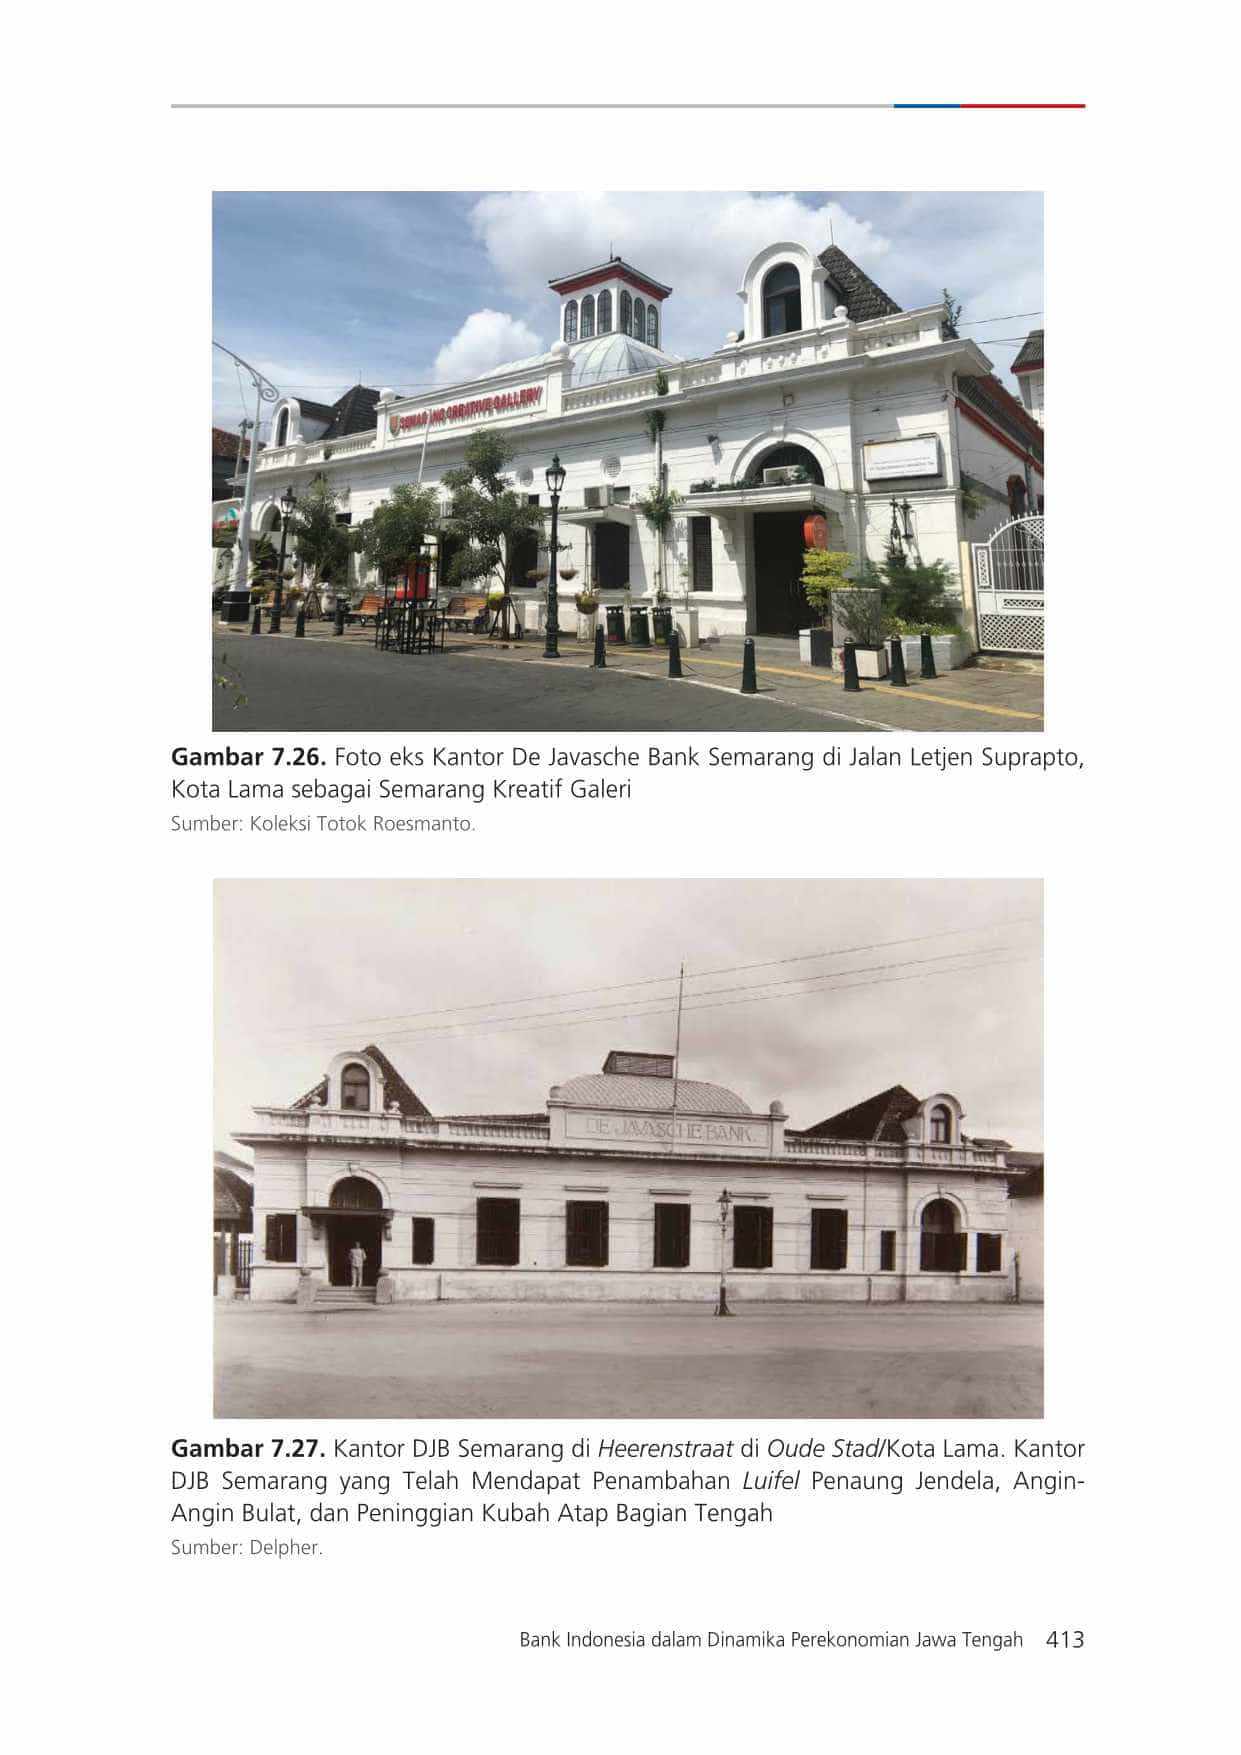 SEMARANG CREATIVE GALLERY
Gambar 7.26. Foto eks Kantor De Javasche Bank Semarang di Jalan Letjen Suprapto,
Kota Lama sebagai Semarang Kreatif Galeri
Sumber: Koleksi Totok Roesmanto.
DE JAVASCHE BANK.
Gambar 7.27. Kantor DJB Semarang di Heerenstraat di Oude Stad/Kota Lama. Kantor
DJB Semarang yang Telah Mendapat Penambahan Luifel Penaung Jendela, Angin-
Angin Bulat, dan Peninggian Kubah Atap Bagian Tengah
Sumber: Delpher.
Bank Indonesia dalam Dinamika Perekonomian Jawa Tengah 413